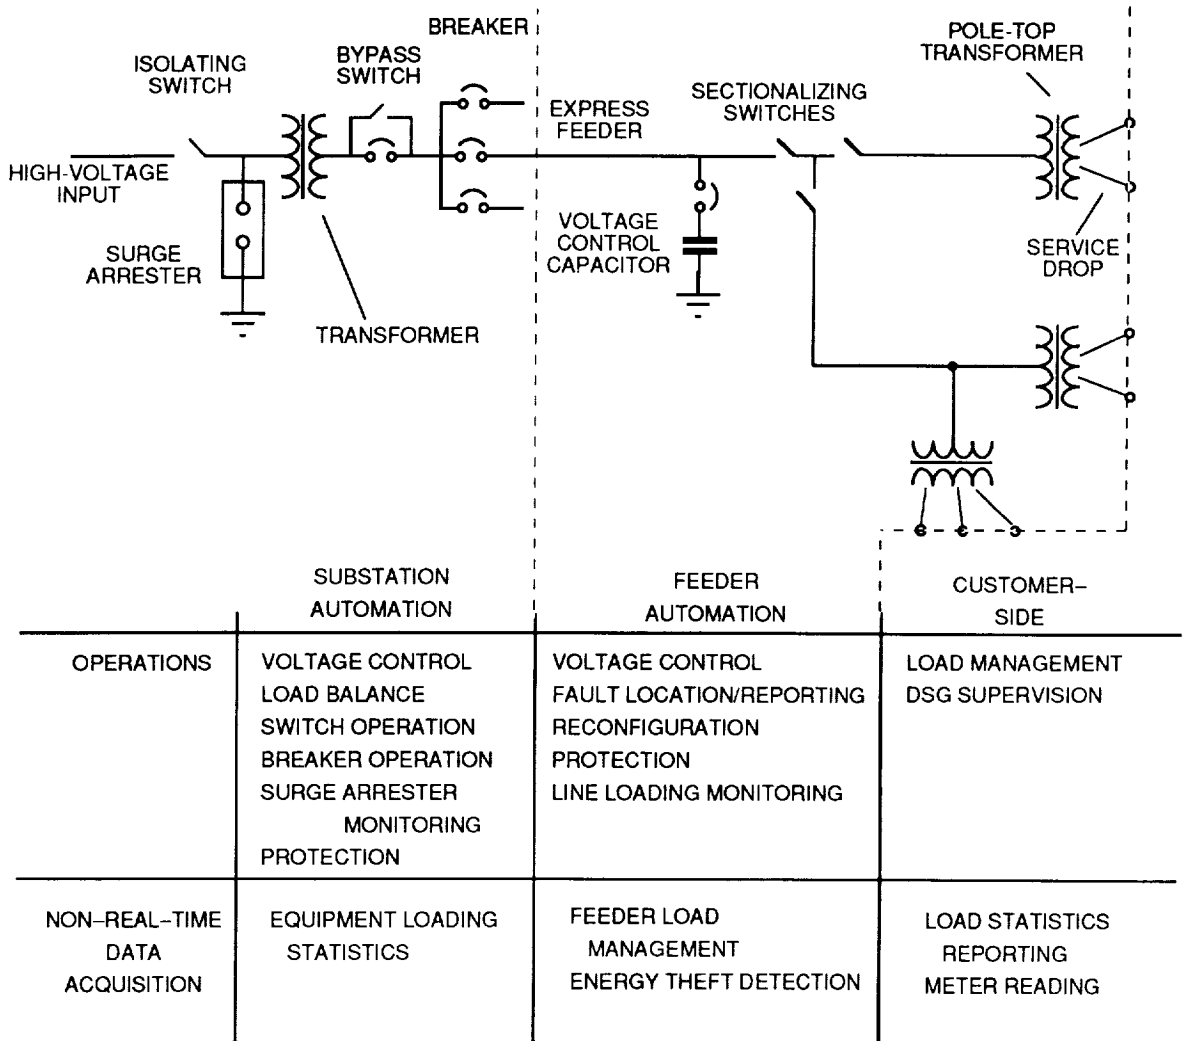 BREAKER
ISOLATING
SWITCH
BYPASS
SWITCH
POLE-TOP
TRANSFORMER
EXPRESS
FEEDER
SECTIONALIZING
SWITCHES
HIGH-VOLTAGE
INPUT
SURGE
ARRESTER
VOLTAGE
CONTROL
CAPACITOR
SERVICE
DROP
TRANSFORMER
SUBSTATION
AUTOMATION
FEEDER
AUTOMATION
CUSTOMER–
SIDE
OPERATIONS
VOLTAGE CONTROL
LOAD BALANCE
SWITCH OPERATION
BREAKER OPERATION
SURGE ARRESTER
MONITORING
PROTECTION
VOLTAGE CONTROL
FAULT LOCATION/REPORTING
RECONFIGURATION
PROTECTION
LINE LOADING MONITORING
LOAD MANAGEMENT
DSG SUPERVISION
NON–REAL–TIME
DATA
ACQUISITION
EQUIPMENT LOADING
STATISTICS
FEEDER LOAD
MANAGEMENT
ENERGY THEFT DETECTION
LOAD STATISTICS
REPORTING
METER READING